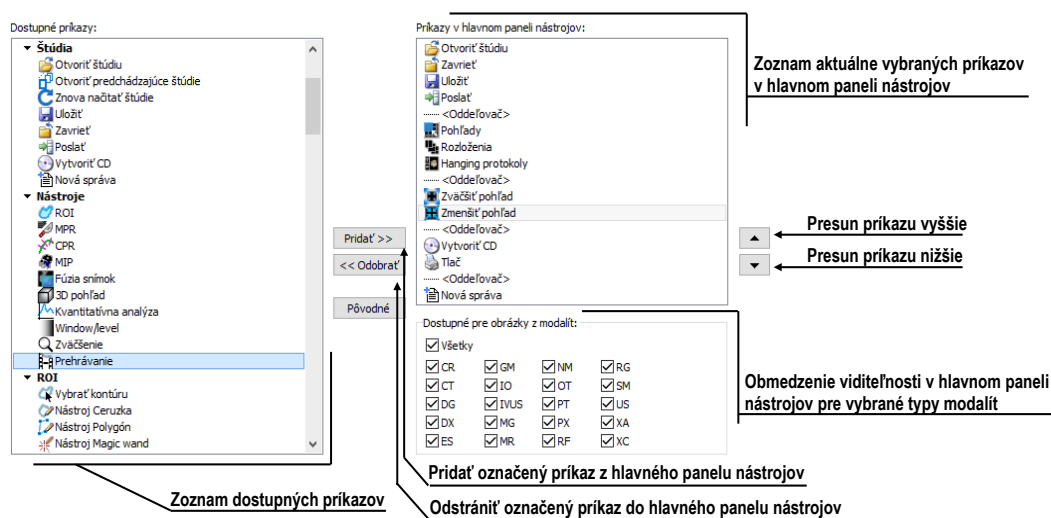 Dostupné príkazy:
Štúdia
Otvoriť štúdiu
Otvoriť predchádzajúce štúdie
Znova načítať štúdie
Uložiť
Zavrieť
Poslať
Vytvoriť CD
Nová správa
Nástroje
ROI
MPR
CPR
MIP
Fúzia snímok
3D pohľad
Kvantitatívna analýza
Window/level
Zväčšenie
Prehrávanie
ROI
Vybrať kontúru
Nástroj Ceruzka
Nástroj Polygón
Nástroj Magic wand
Zoznam dostupných príkazov
Pridať >>
<< Odobrať
Pôvodné
Príkazy v hlavnom paneli nástrojov:
Otvoriť štúdiu
Zavrieť
Uložiť
Poslať
<Oddeľovač>
Pohľady
Rozloženia
Hanging protokoly
<Oddeľovač>
Zväčšiť pohľad
Zmenšiť pohľad
<Oddeľovač>
Vytvoriť CD
Tlač
<Oddeľovač>
Nová správa
Dostupné pre obrázky z modalít:
Všetky
CR GM NM RG
CT IO OT SM
DG IVUS PT US
DX MG PX XA
ES MR RF XC
Zoznam aktuálne vybraných príkazov
v hlavnom paneli nástrojov
Presun príkazu vyššie
Presun príkazu nižšie
Obmedzenie viditeľnosti v hlavnom paneli
nástrojov pre vybrané typy modalít
Pridať označený príkaz z hlavného panelu nástrojov
Odstrániť označený príkaz do hlavného panelu nástrojov